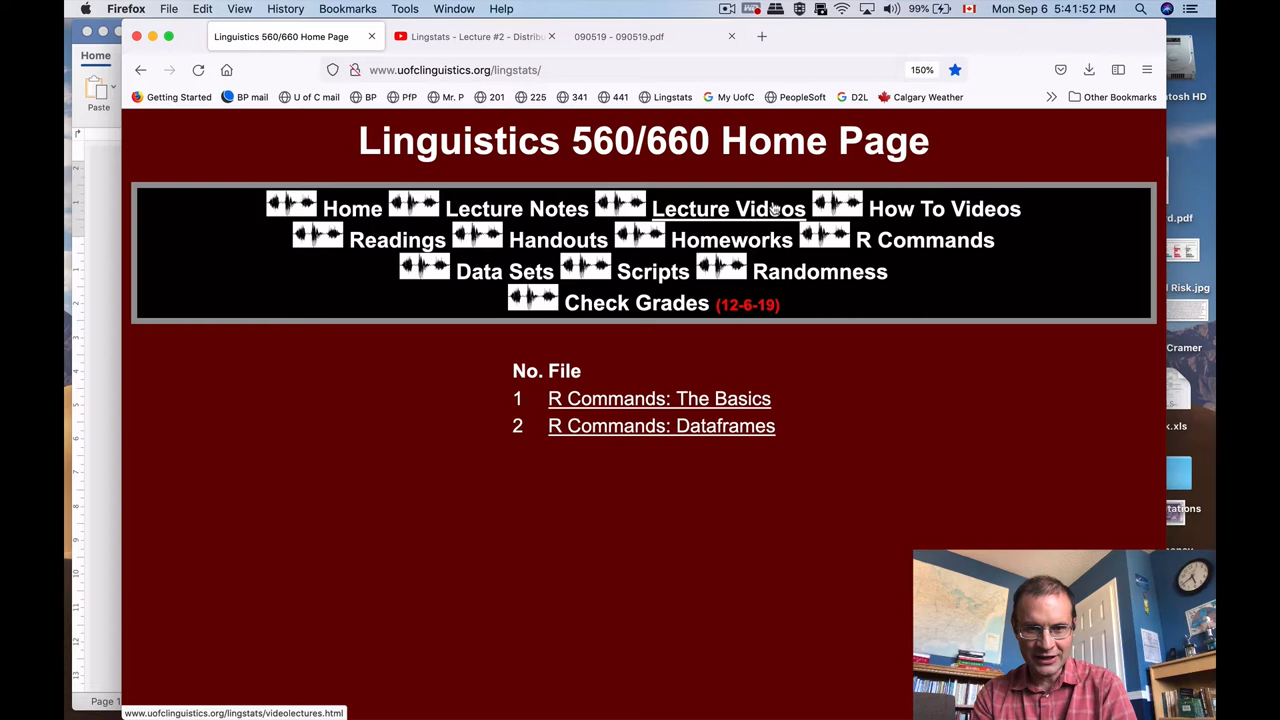 Firefox File Edit View History Bookmarks Tools Window Help 99% Mon Sep 6 5:41:52 PM
Linguistics 560/660 Home Page
Lingstats - Lecture #2 - Distribu
090519 - 090519.pdf
www.uofclinguistics.org/lingstats/
150%
Getting Started BP mail U of C mail BP PfP Mr. P 341 441 Lingstats My UofC PeopleSoft D2L Calgary Weather Other Bookmarks
Home
Paste
Linguistics 560/660 Home Page
Home Lecture Notes Lecture Videos How To Videos
Readings Handouts Homeworks R Commands
Data Sets Scripts Randomness
Check Grades (12-6-19)
No. File
1 R Commands: The Basics
2 R Commands: Dataframes
tosh HD
rd.pdf
Risk.jpg
Cramer
k.xls
tations
Page 1
www.uofclinguistics.org/lingstats/videolectures.html